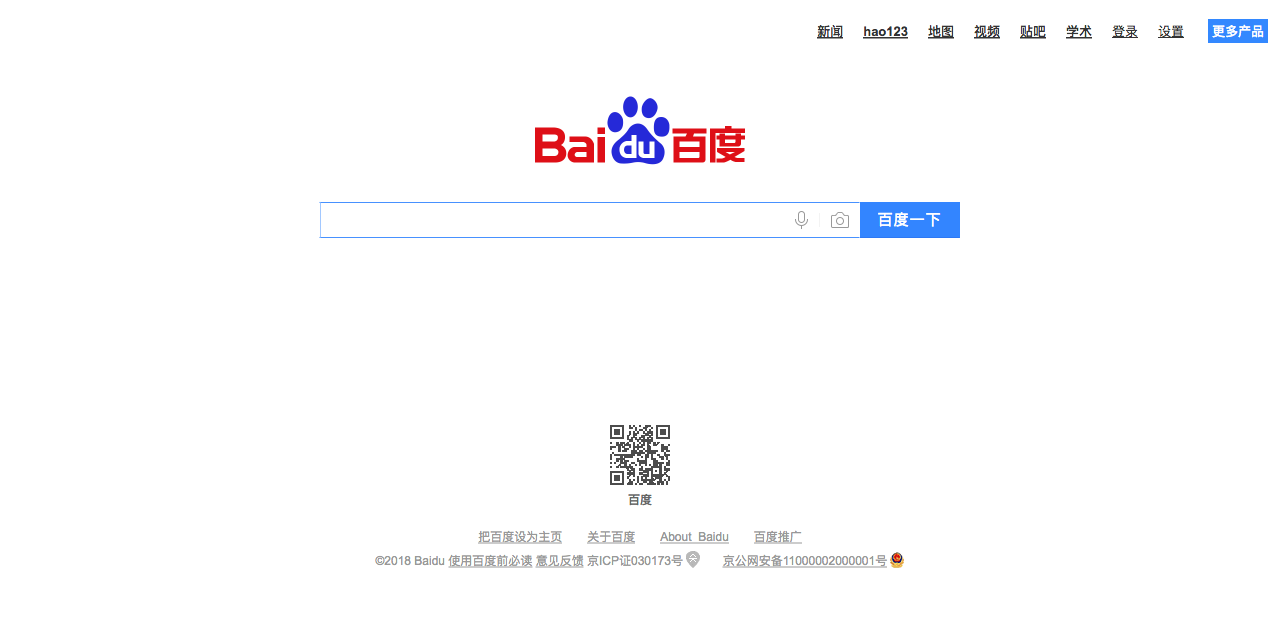 新闻 hao123 地图 视频 贴吧 学术 登录 设置 更多产品
Bai du 百度
百度一下
百度
把百度设为主页 关于百度 About Baidu 百度推广
©2018 Baidu 使用百度前必读 意见反馈 京ICP证030173号 京公网安备11000002000001号